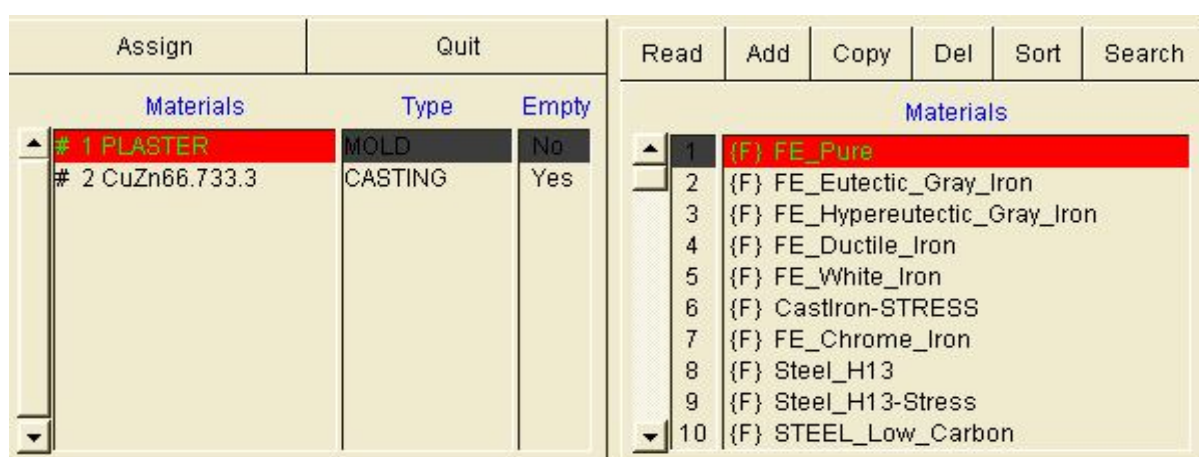 Assign Quit
Materials Type Empty
# 1 PLASTER MOLD No
# 2 CuZn66.733.3 CASTING Yes
Read Add Copy Del Sort Search
Materials
1 {F} FE_Pure
2 {F} FE_Eutectic_Gray_Iron
3 {F} FE_Hypereutectic_Gray_Iron
4 {F} FE_Ductile_Iron
5 {F} FE_White_Iron
6 {F} CastIron-STRESS
7 {F} FE_Chrome_Iron
8 {F} Steel_H13
9 {F} Steel_H13-Stress
10 {F} STEEL_Low_Carbon